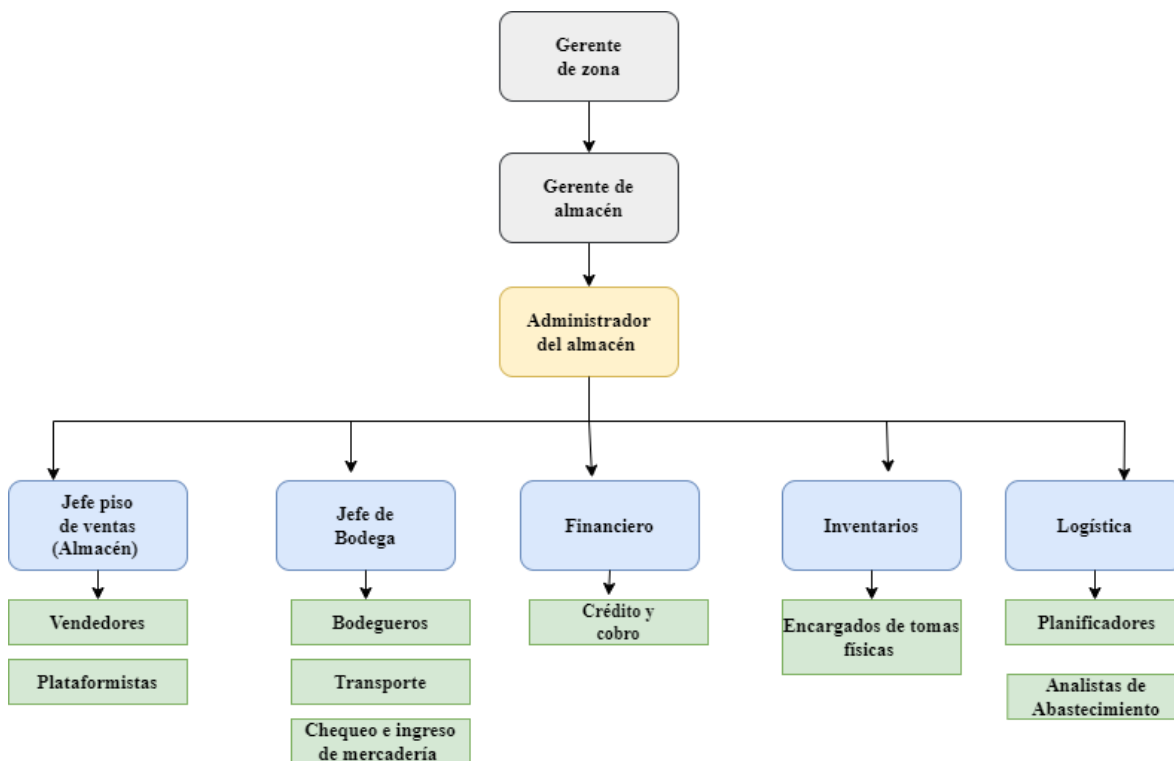 Gerente
de zona
Gerente de
almacén
Administrador
del almacén
Jefe piso
de ventas
(Almacén)
Jefe de
Bodega
Financiero
Inventarios
Logística
Vendedores
Plataformistas
Bodegueros
Transporte
Chequeo e ingreso
de mercadería
Crédito y
cobro
Encargados de tomas
físicas
Planificadores
Analistas de
Abastecimiento